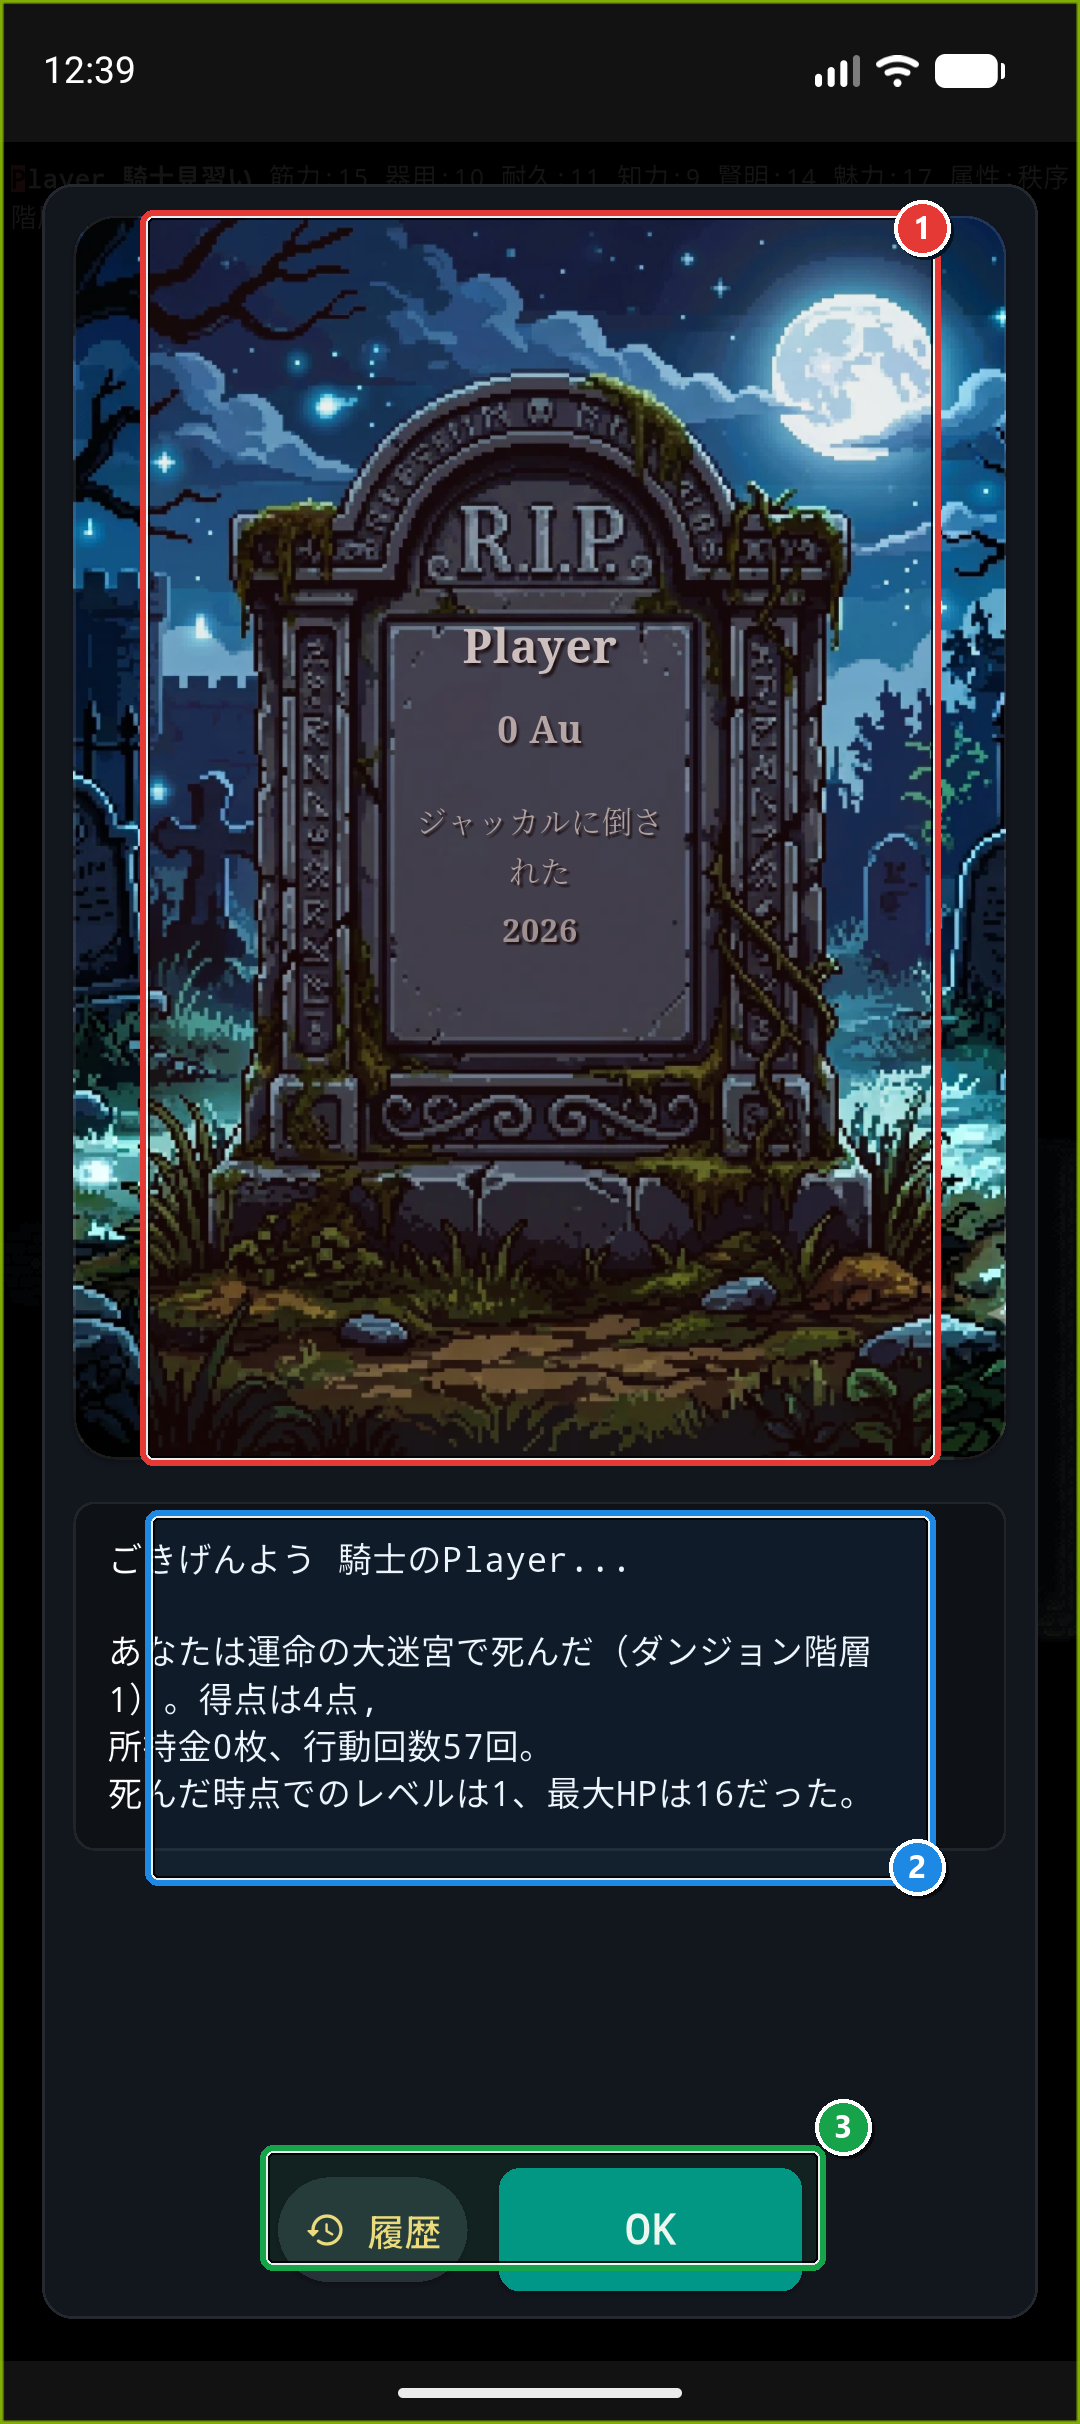 12:39
Player 騎士見習い 筋力:15 器用:10 耐久:11 知力:9 賢明:14 魅力:17 属性:秩序
1
R.I.P.
Player
0 Au
ジャッカルに倒さ
れた
2026
ごきげんよう 騎士のPlayer...
あなたは運命の大迷宮で死んだ（ダンジョン階層
1）。得点は4点,
所持金0枚、行動回数57回。
死んだ時点でのレベルは1、最大HPは16だった。
2
3
履歴
OK